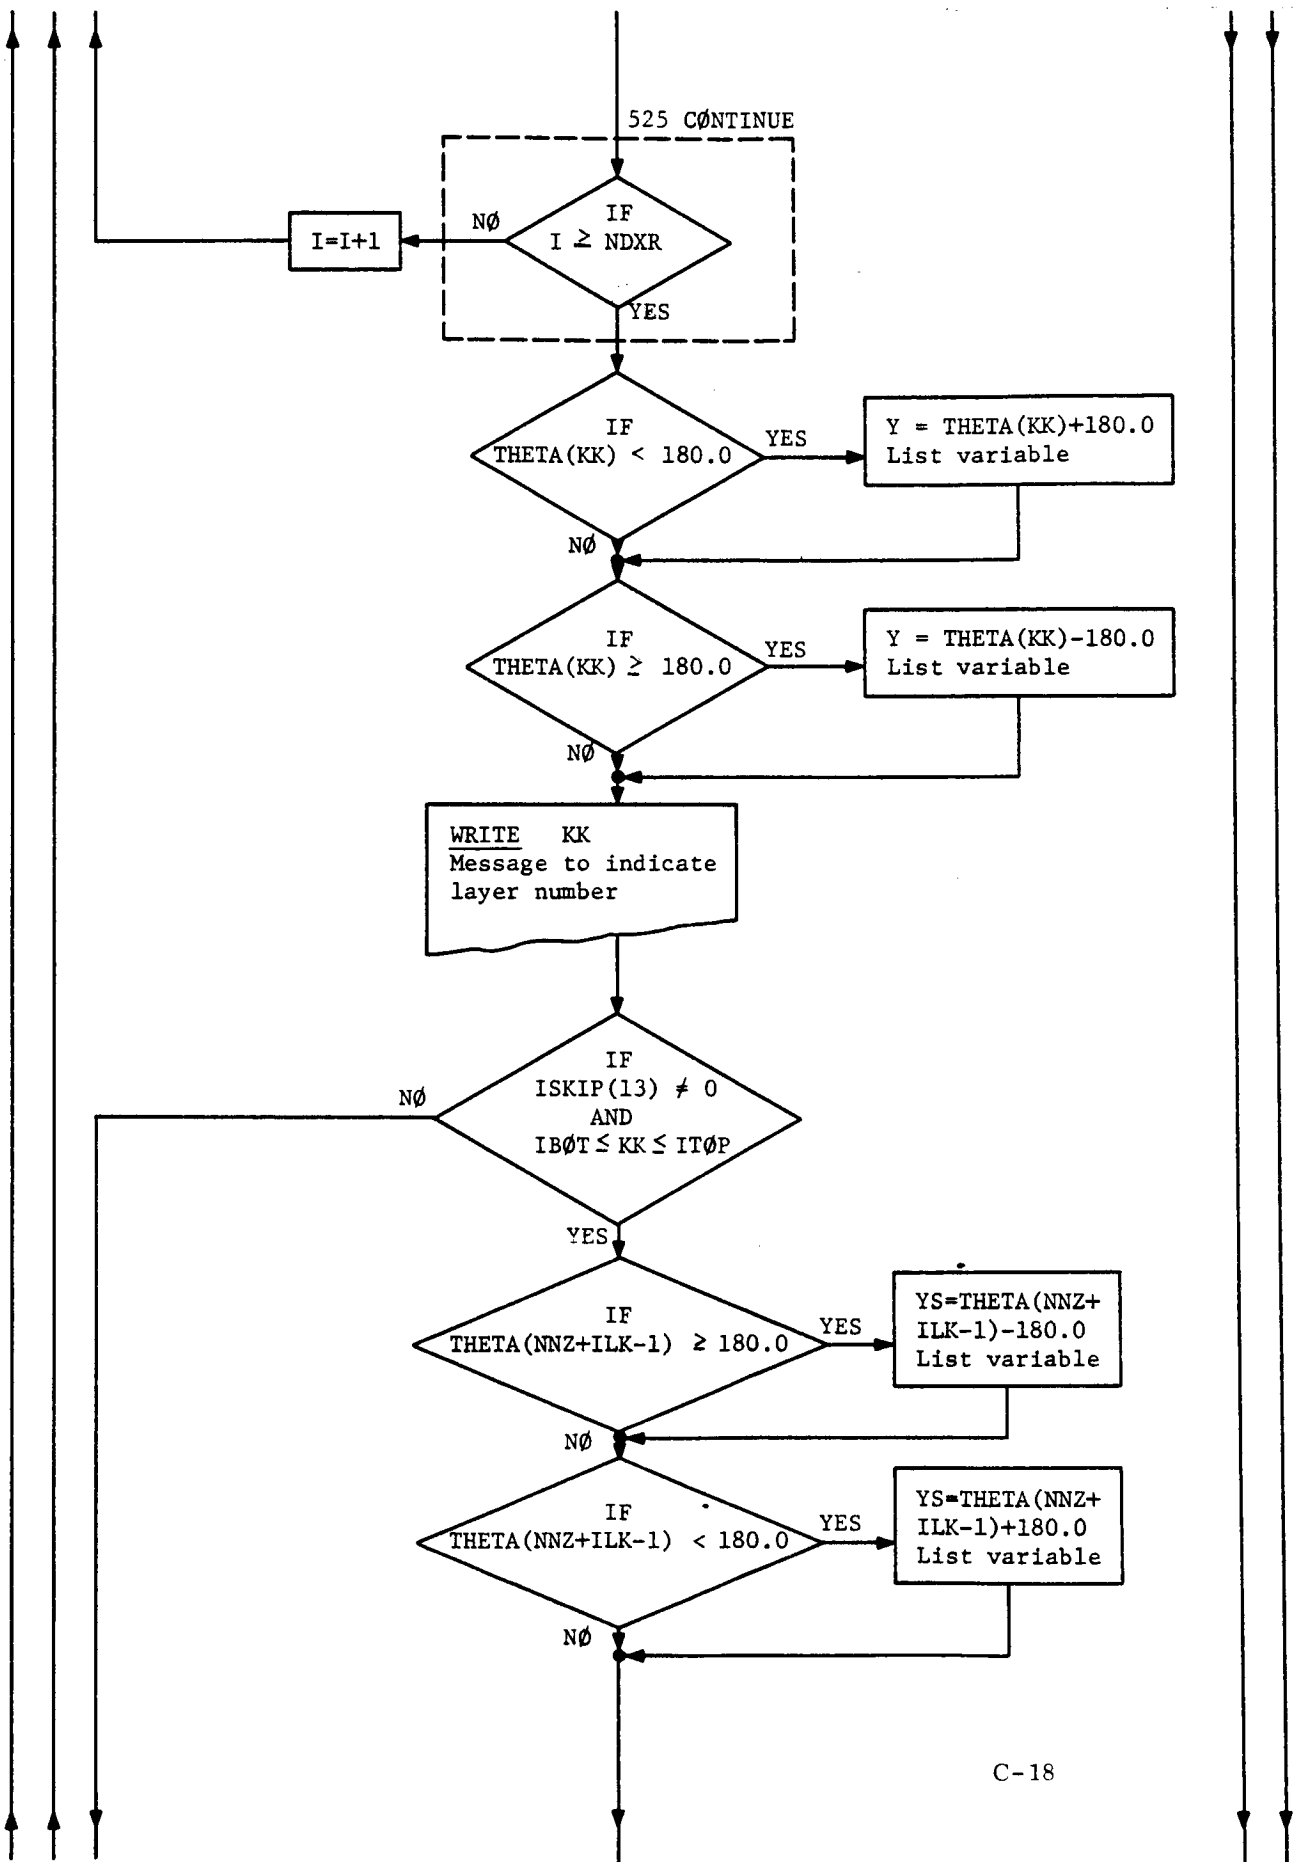 525 CØNTINUE
IF
I ≥ NDXR
NØ
I=I+1
YES
IF
THETA(KK) < 180.0
YES
Y = THETA(KK)+180.0
List variable
NØ
IF
THETA(KK) ≥ 180.0
YES
Y = THETA(KK)-180.0
List variable
NØ
WRITE KK
Message to indicate
layer number
IF
ISKIP(13) ≠ 0
AND
IBØT ≤ KK ≤ ITØP
NØ
YES
IF
THETA(NNZ+ILK-1) ≥ 180.0
YES
YS=THETA(NNZ+
ILK-1)-180.0
List variable
NØ
IF
THETA(NNZ+ILK-1) < 180.0
YES
YS=THETA(NNZ+
ILK-1)+180.0
List variable
NØ
C-18